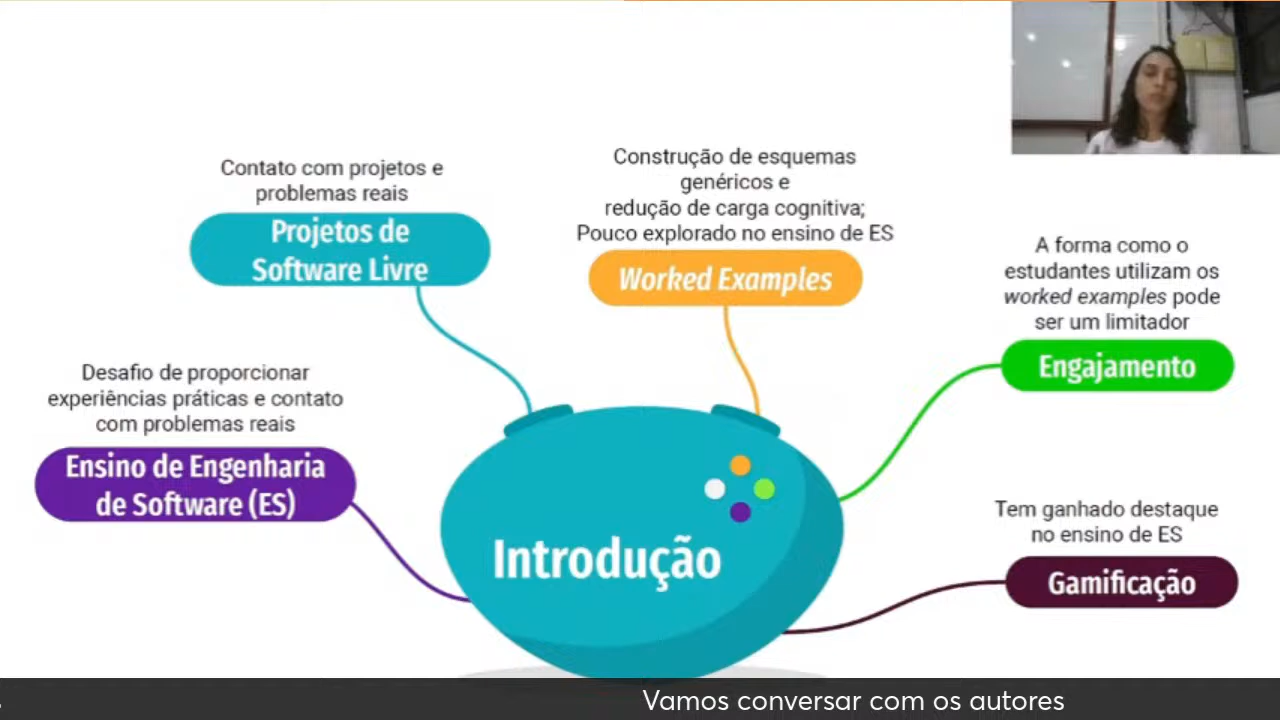 Contato com projetos e
problemas reais
Projetos de
Software Livre
Construção de esquemas
genéricos e
redução de carga cognitiva;
Pouco explorado no ensino de ES
Worked Examples
A forma como o
estudantes utilizam os
worked examples pode
ser um limitador
Engajamento
Desafio de proporcionar
experiências práticas e contato
com problemas reais
Ensino de Engenharia
de Software (ES)
Tem ganhado destaque
no ensino de ES
Gamificação
Introdução
Vamos conversar com os autores